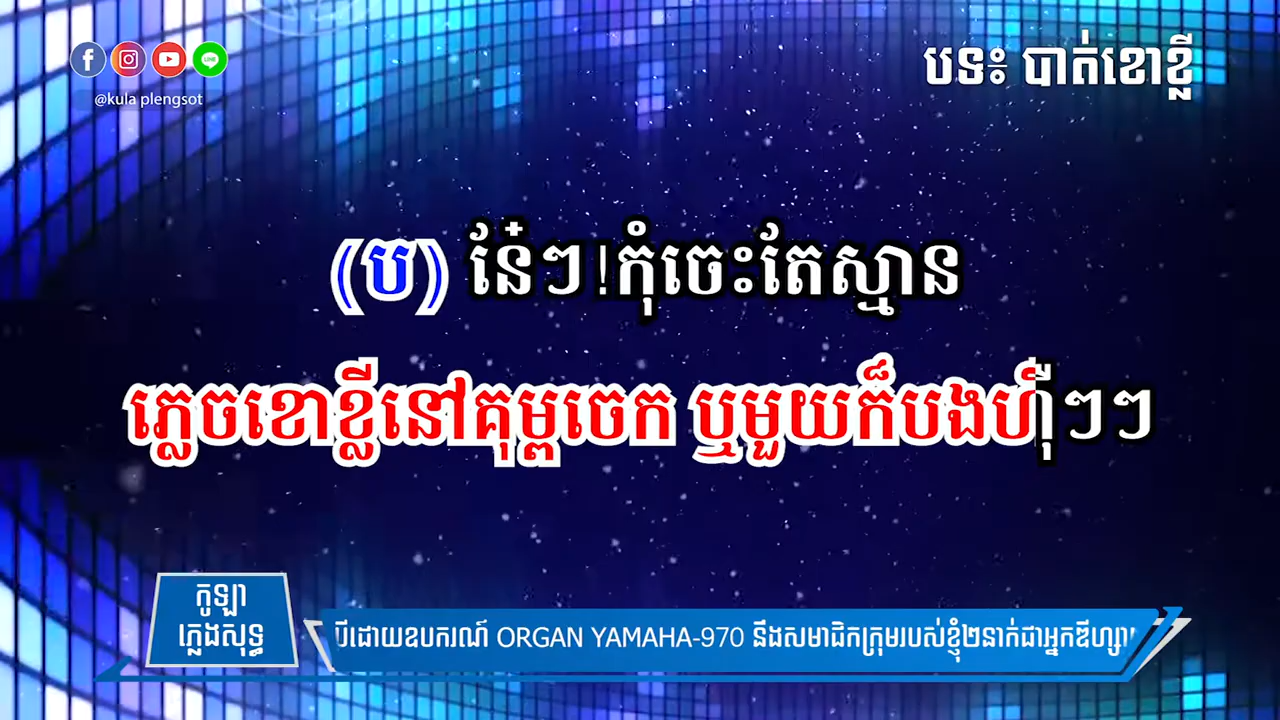 @kula plengsot
បទ៖ បាត់ខោខ្លី
(ប) ន៎ែៗ!កុំចេះតែស្មាន
ភ្លេចខោខ្លីនៅគុម្ពចេក ឬមួយក៏បងហ៊ឺៗៗ
កូឡា
ភ្លេងសុទ្ធ
ដោយឧបករណ៍ ORGAN YAMAHA-970 នឹងសមាជិកក្រុមរបស់ខ្ញុំ២នាក់ជាអ្នកឌីហ្សា